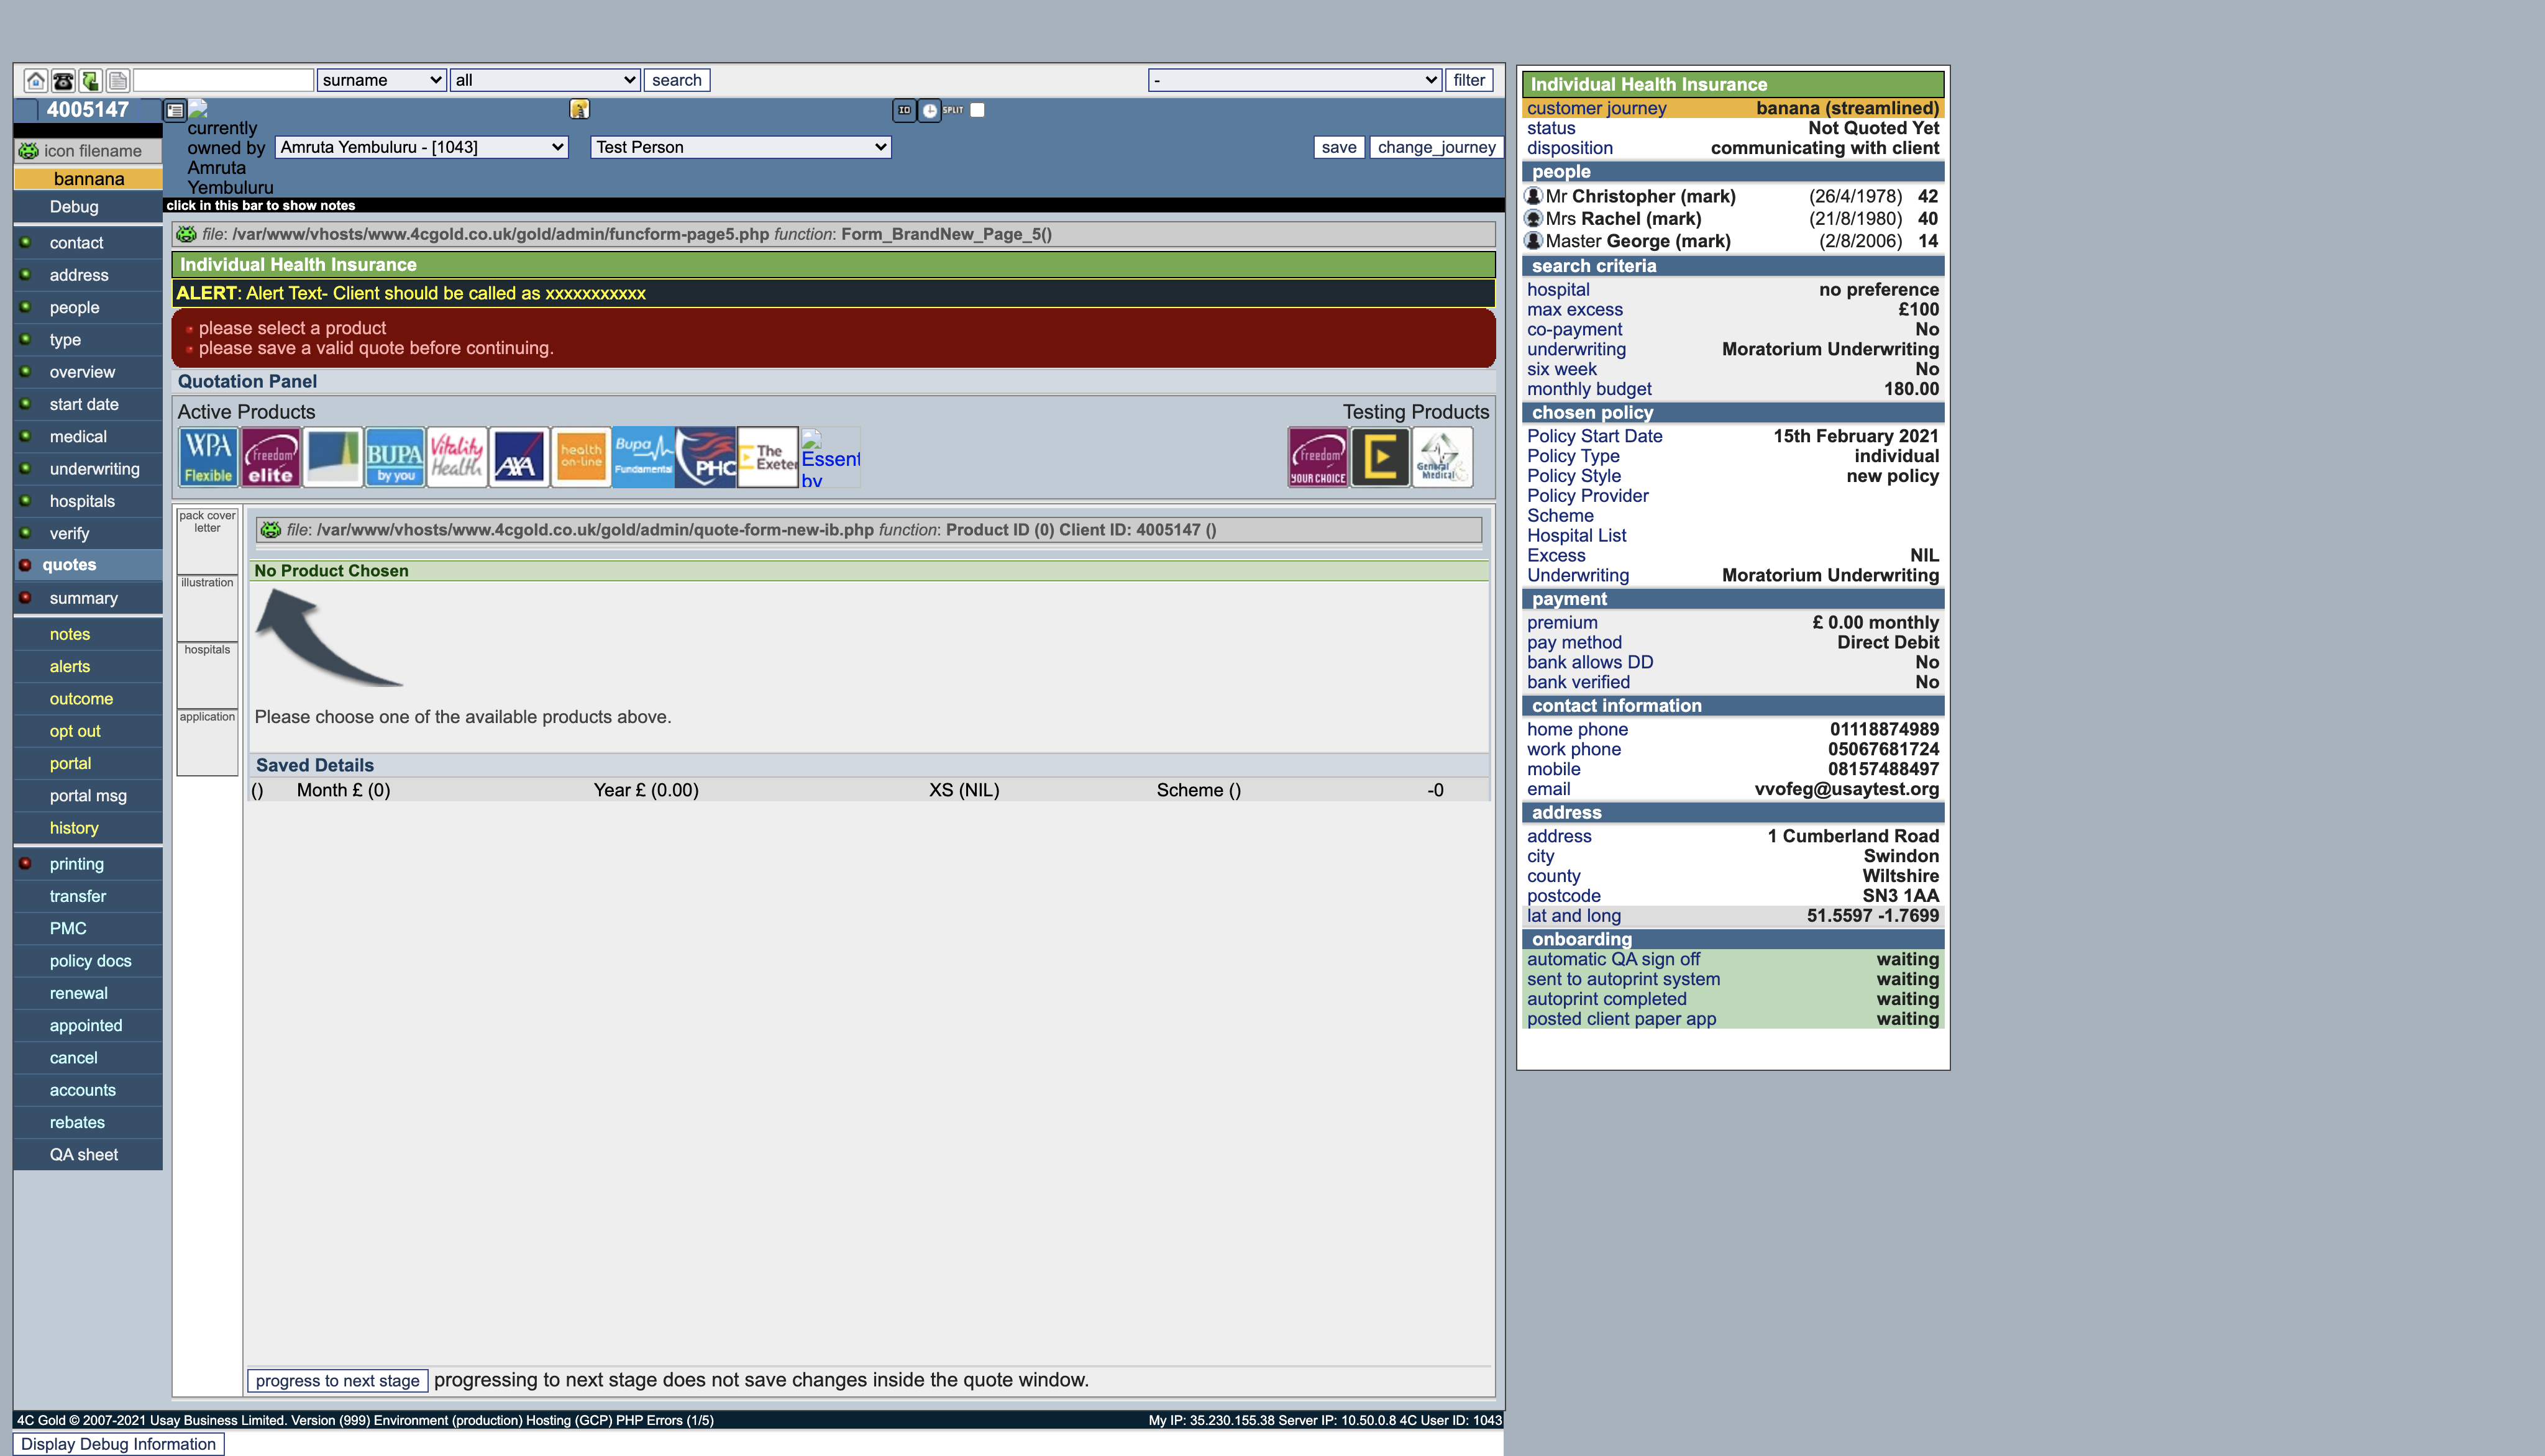 surname all search - filter
4005147 SPLIT
currently owned by Amruta Yembuluru
Amruta Yembuluru - [1043] Test Person save change_journey
icon filename
bannana
Debug
click in this bar to show notes
contact
address
people
type
overview
start date
medical
underwriting
hospitals
verify
quotes
summary
notes
alerts
outcome
opt out
portal
portal msg
history
printing
transfer
PMC
policy docs
renewal
appointed
cancel
accounts
rebates
QA sheet
file: /var/www/vhosts/www.4cgold.co.uk/gold/admin/funcform-page5.php function: Form_BrandNew_Page_5()
Individual Health Insurance
ALERT: Alert Text- Client should be called as xxxxxxxxxxx
please select a product
please save a valid quote before continuing.
Quotation Panel
Active Products Testing Products
WPA Flexible
freedom elite
BUPA by you
Vitality Health
AXA
health on-line
Bupa Fundamental
PHC
The Exeter
Essent by
freedom YOUR CHOICE
E
General & Medical
pack cover letter
illustration
hospitals
application
file: /var/www/vhosts/www.4cgold.co.uk/gold/admin/quote-form-new-ib.php function: Product ID (0) Client ID: 4005147 ()
No Product Chosen
Please choose one of the available products above.
Saved Details
() Month £ (0) Year £ (0.00) XS (NIL) Scheme () -0
progress to next stage progressing to next stage does not save changes inside the quote window.
4C Gold © 2007-2021 Usay Business Limited. Version (999) Environment (production) Hosting (GCP) PHP Errors (1/5) My IP: 35.230.155.38 Server IP: 10.50.0.8 4C User ID: 1043
Display Debug Information
Individual Health Insurance
customer journey banana (streamlined)
status Not Quoted Yet
disposition communicating with client
people
Mr Christopher (mark) (26/4/1978) 42
Mrs Rachel (mark) (21/8/1980) 40
Master George (mark) (2/8/2006) 14
search criteria
hospital no preference
max excess £100
co-payment No
underwriting Moratorium Underwriting
six week No
monthly budget 180.00
chosen policy
Policy Start Date 15th February 2021
Policy Type individual
Policy Style new policy
Policy Provider
Scheme
Hospital List
Excess NIL
Underwriting Moratorium Underwriting
payment
premium £ 0.00 monthly
pay method Direct Debit
bank allows DD No
bank verified No
contact information
home phone 01118874989
work phone 05067681724
mobile 08157488497
email vvofeg@usaytest.org
address
address 1 Cumberland Road
city Swindon
county Wiltshire
postcode SN3 1AA
lat and long 51.5597 -1.7699
onboarding
automatic QA sign off waiting
sent to autoprint system waiting
autoprint completed waiting
posted client paper app waiting